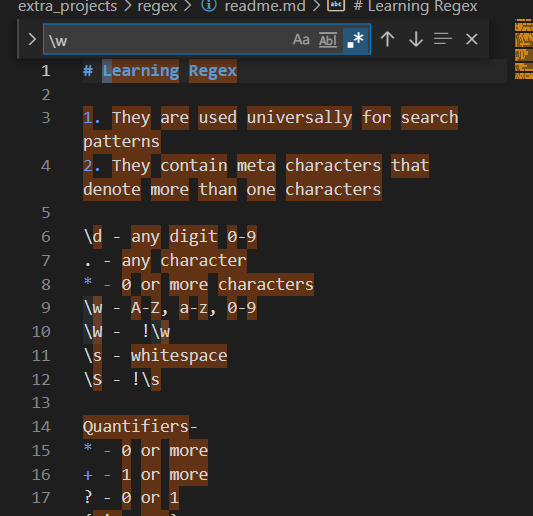 extra_projects > regex > readme.md > # Learning Regex
\w Aa Abl .*
1 # Learning Regex
2
3 1. They are used universally for search
patterns
4 2. They contain meta characters that
denote more than one characters
5
6 \d - any digit 0-9
7 . - any character
8 * - 0 or more characters
9 \w - A-Z, a-z, 0-9
10 \W -  !\w
11 \s - whitespace
12 \S - !\s
13
14 Quantifiers-
15 * - 0 or more
16 + - 1 or more
17 ? - 0 or 1